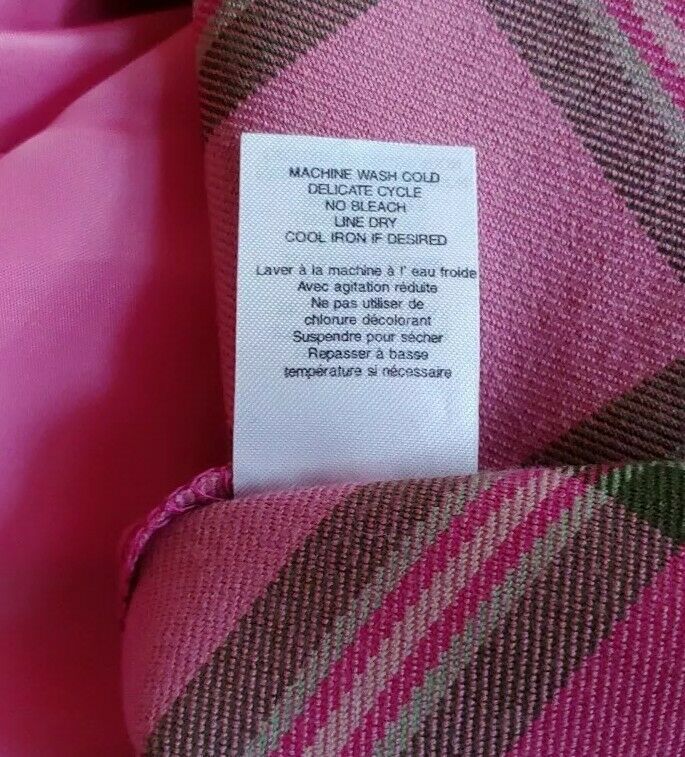 MACHINE WASH COLD
DELICATE CYCLE
NO BLEACH
LINE DRY
COOL IRON IF DESIRED
Laver à la machine à l' eau froide
Avec agitation réduite
Ne pas utiliser de
chlorure décolorant
Suspendre pour sécher
Repasser à basse
température si nécessaire